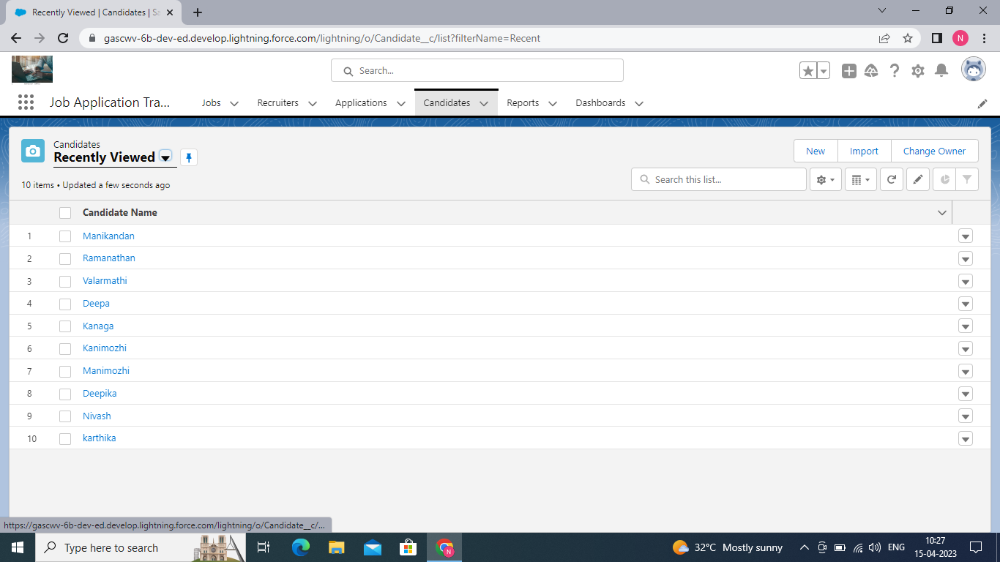 Recently Viewed | Candidates | Sa
gascwv-6b-dev-ed.develop.lightning.force.com/lightning/o/Candidate__c/list?filterName=Recent
N
Search...
Job Application Tra...
Jobs
Recruiters
Applications
Candidates
Reports
Dashboards
Candidates
Recently Viewed
New
Import
Change Owner
10 items • Updated a few seconds ago
Search this list...
Candidate Name
1 Manikandan
2 Ramanathan
3 Valarmathi
4 Deepa
5 Kanaga
6 Kanimozhi
7 Manimozhi
8 Deepika
9 Nivash
10 karthika
https://gascwv-6b-dev-ed.develop.lightning.force.com/lightning/o/Candidate__c/...
Type here to search
N
32°C Mostly sunny
ENG
10:27
15-04-2023